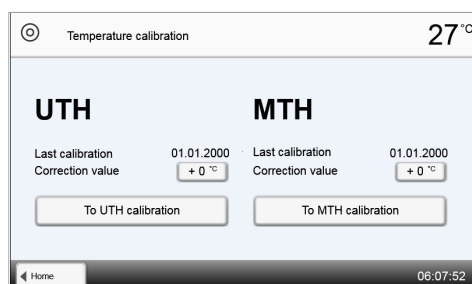 Temperature calibration 27 °C
UTH
Last calibration 01.01.2000
Correction value + 0 °C
To UTH calibration
MTH
Last calibration 01.01.2000
Correction value + 0 °C
To MTH calibration
Home 06:07:52